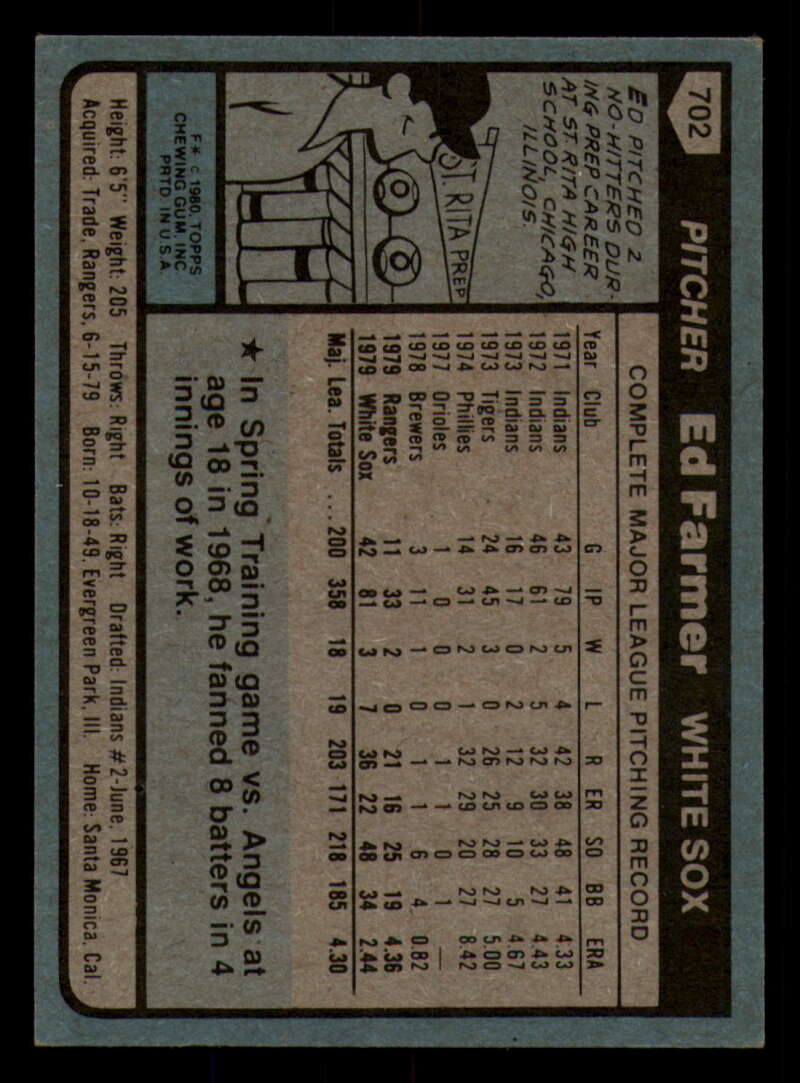 702 PITCHER Ed Farmer WHITE SOX
ED PITCHED 2
NO-HITTERS DUR-
ING PREP CAREER
AT ST. RITA HIGH
SCHOOL, CHICAGO,
ILLINOIS.
ST. RITA PREP
F* © 1980, TOPPS
CHEWING GUM, INC
PRTD IN U.S.A
COMPLETE MAJOR LEAGUE PITCHING RECORD
Year Club G IP W L R ER SO BB ERA
1971 Indians 43 79 5 4 42 38 48 41 4.33
1972 Indians 46 61 2 5 32 30 33 27 4.43
1973 Indians 16 17 0 2 12 9 10 5 4.67
1973 Tigers 24 45 3 0 26 25 28 27 5.00
1974 Phillies 14 31 2 1 32 29 20 27 8.42
1977 Orioles 1 0 0 0 1 1 0 1 —
1978 Brewers 3 11 1 0 1 1 6 4 0.82
1979 Rangers 11 33 2 0 21 16 25 19 4.36
1979 White Sox 42 81 3 7 36 22 48 34 2.44
Maj. Lea. Totals ...200 358 18 19 203 171 218 185 4.30
★ In Spring Training game vs. Angels at
age 18 in 1968, he fanned 8 batters in 4
innings of work.
Height: 6'5" Weight: 205 Throws: Right Bats: Right Drafted: Indians #2-June, 1967
Acquired: Trade, Rangers, 6-15-79 Born: 10-18-49, Evergreen Park, Ill. Home: Santa Monica, Cal.